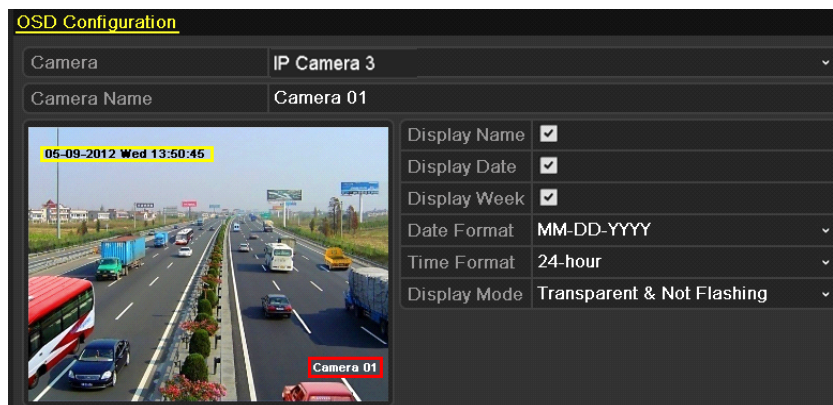 OSD Configuration
Camera IP Camera 3
Camera Name Camera 01
05-09-2012 Wed 13:50:45
Camera 01
Display Name
Display Date
Display Week
Date Format MM-DD-YYYY
Time Format 24-hour
Display Mode Transparent & Not Flashing